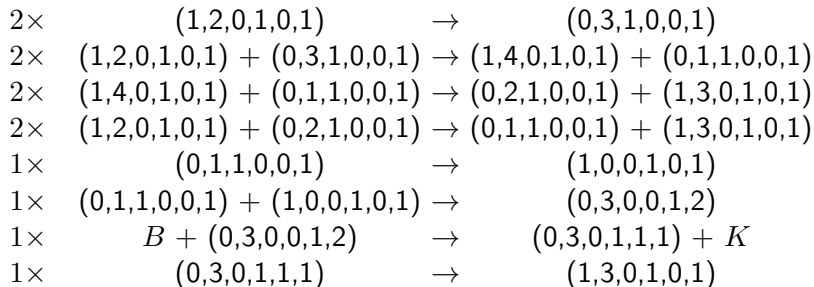 2× (1,2,0,1,0,1) → (0,3,1,0,0,1)
2× (1,2,0,1,0,1) + (0,3,1,0,0,1) → (1,4,0,1,0,1) + (0,1,1,0,0,1)
2× (1,4,0,1,0,1) + (0,1,1,0,0,1) → (0,2,1,0,0,1) + (1,3,0,1,0,1)
2× (1,2,0,1,0,1) + (0,2,1,0,0,1) → (0,1,1,0,0,1) + (1,3,0,1,0,1)
1× (0,1,1,0,0,1) → (1,0,0,1,0,1)
1× (0,1,1,0,0,1) + (1,0,0,1,0,1) → (0,3,0,0,1,2)
1× B + (0,3,0,0,1,2) → (0,3,0,1,1,1) + K
1× (0,3,0,1,1,1) → (1,3,0,1,0,1)